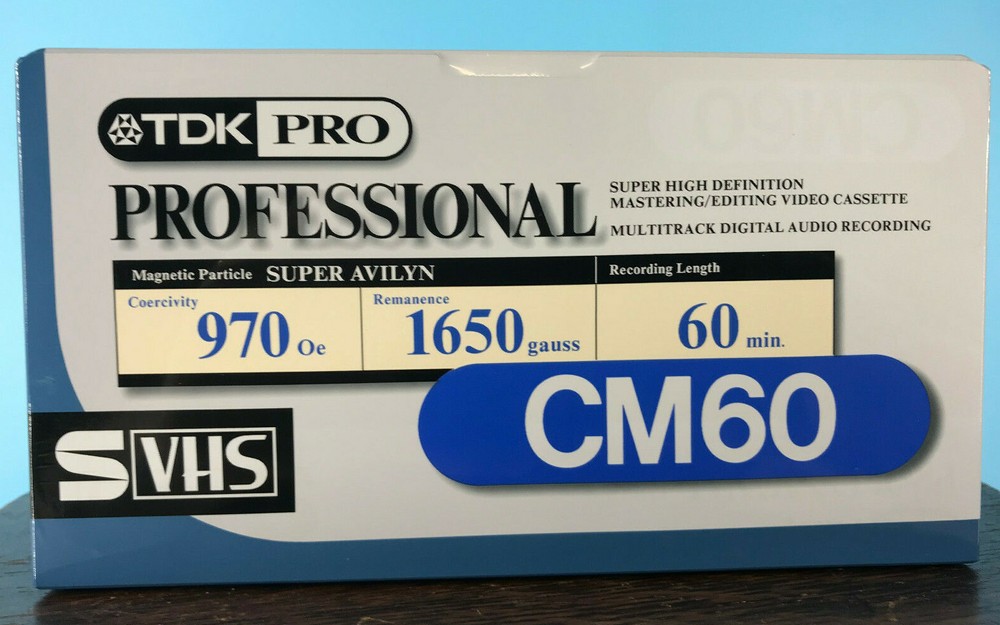 TDK PRO
PROFESSIONAL
SUPER HIGH DEFINITION
MASTERING/EDITING VIDEO CASSETTE
MULTITRACK DIGITAL AUDIO RECORDING
Magnetic Particle SUPER AVILYN
Recording Length
Coercivity
970 Oe
Remanence
1650 gauss
60 min.
CM60
S VHS